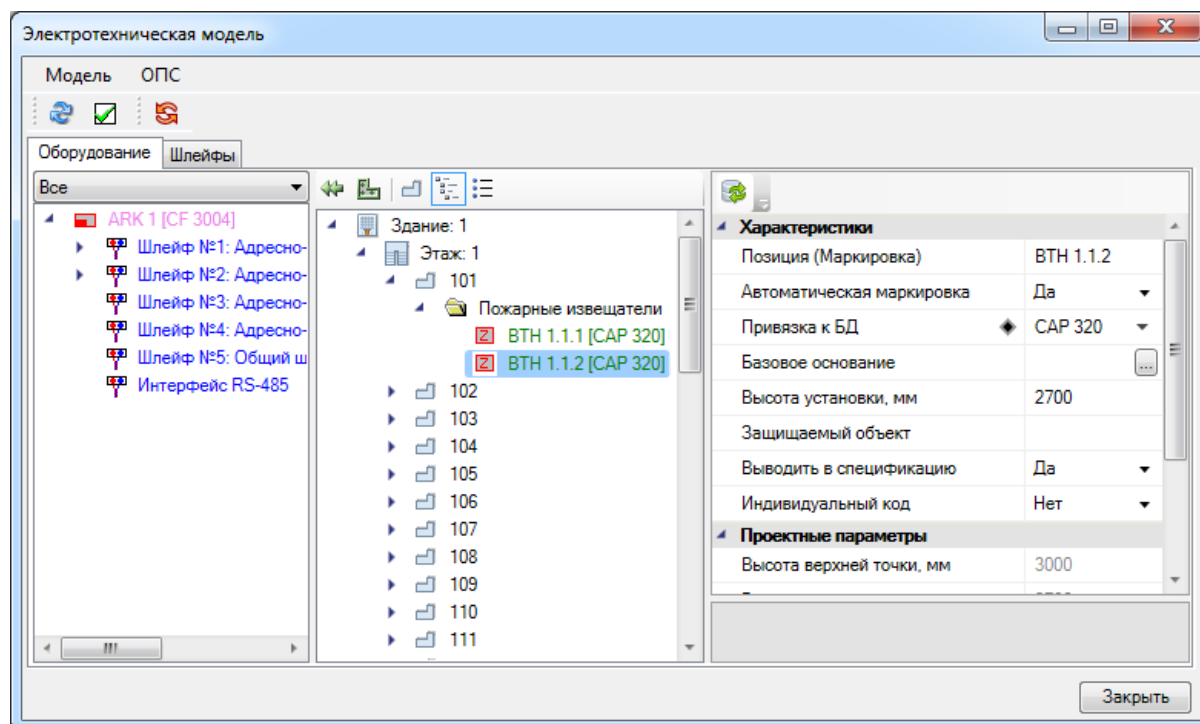 Электротехническая модель
Модель ОПС
Оборудование Шлейфы
Все
ARK 1 [CF 3004]
Шлейф №1: Адресно-
Шлейф №2: Адресно-
Шлейф №3: Адресно-
Шлейф №4: Адресно-
Шлейф №5: Общий ш
Интерфейс RS-485
Здание: 1
Этаж: 1
101
Пожарные извещатели
BTH 1.1.1 [CAP 320]
BTH 1.1.2 [CAP 320]
102
103
104
105
106
107
108
109
110
111
Характеристики
Позиция (Маркировка) BTH 1.1.2
Автоматическая маркировка Да
Привязка к БД CAP 320
Базовое основание ...
Высота установки, мм 2700
Защищаемый объект
Выводить в спецификацию Да
Индивидуальный код Нет
Проектные параметры
Высота верхней точки, мм 3000
Закрыть